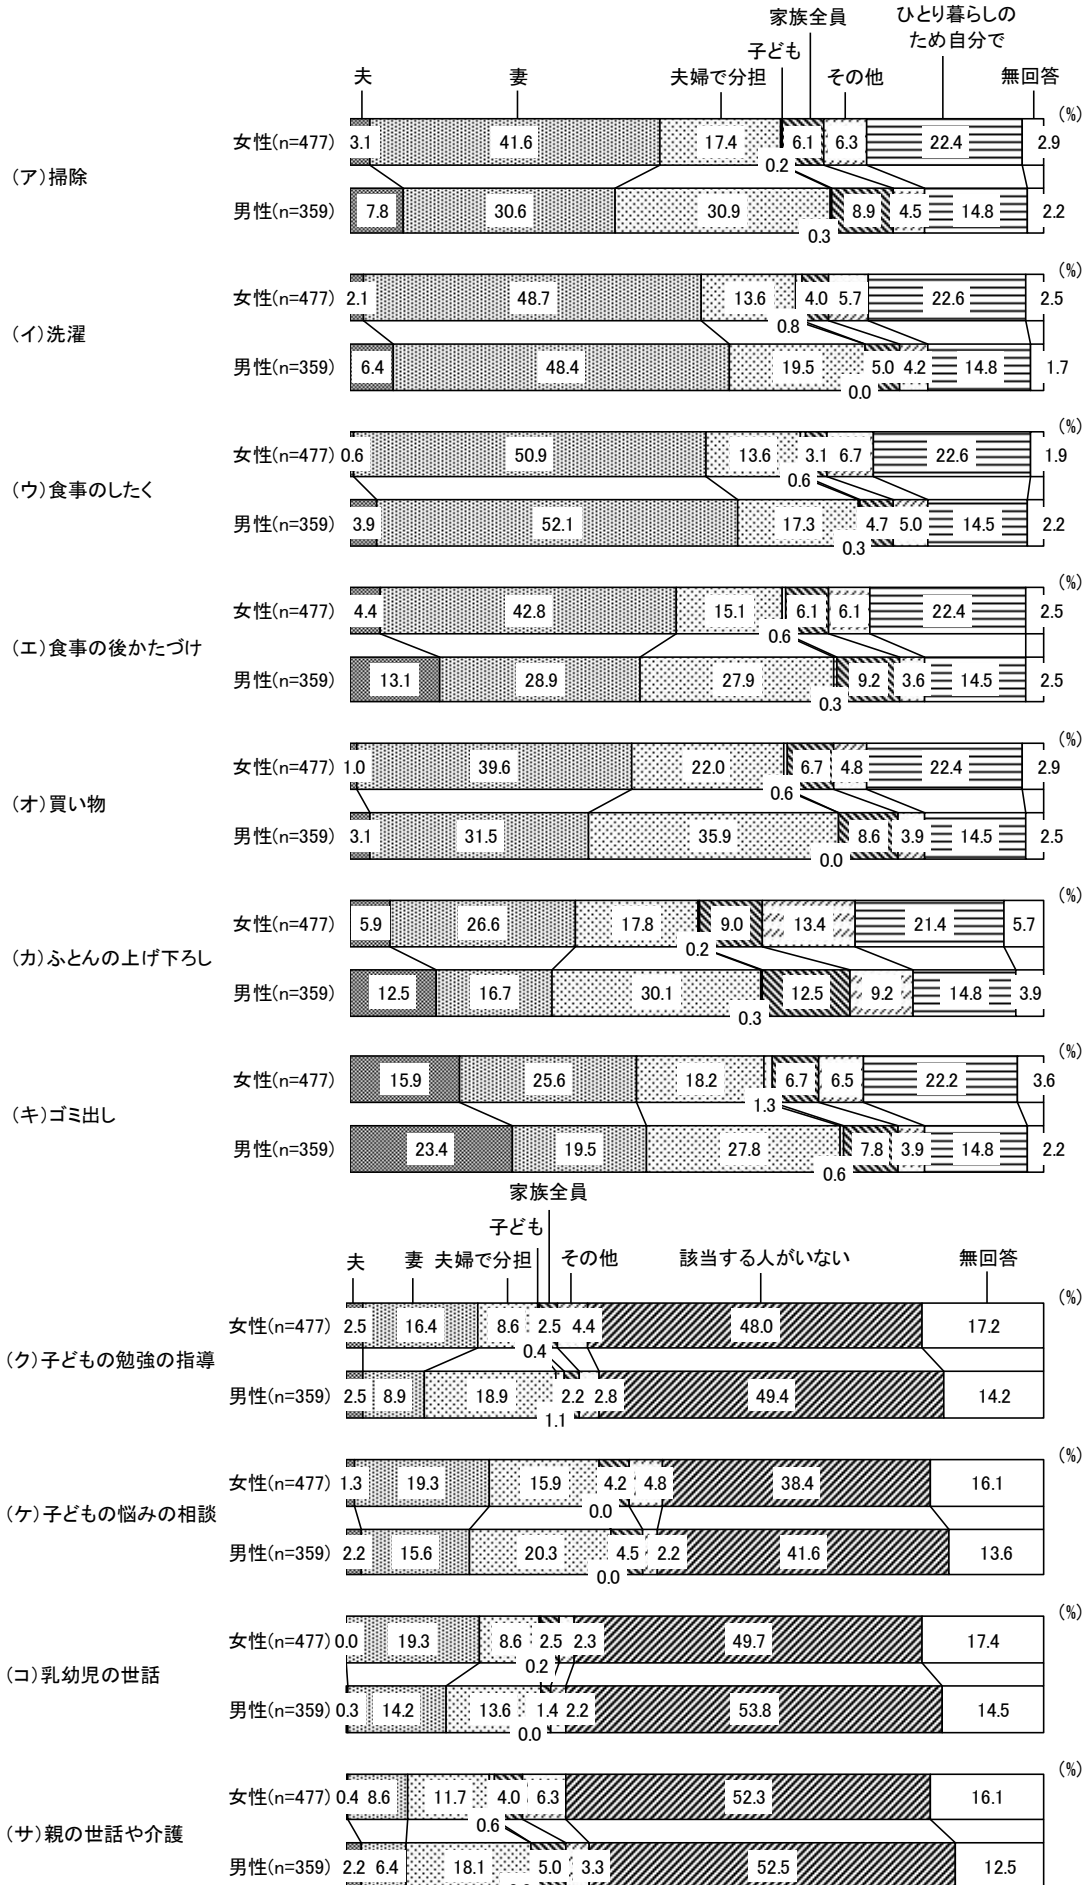 家族全員
ひとり暮らしの
ため自分で
子ども
夫 妻 夫婦で分担 その他 無回答
(%)
女性(n=477) 3.1 41.6 17.4 0.2 6.1 6.3 22.4 2.9
(ア)掃除
男性(n=359) 7.8 30.6 30.9 0.3 8.9 4.5 14.8 2.2
(%)
女性(n=477) 2.1 48.7 13.6 0.8 4.0 5.7 22.6 2.5
(イ)洗濯
男性(n=359) 6.4 48.4 19.5 0.0 5.0 4.2 14.8 1.7
(%)
女性(n=477) 0.6 50.9 13.6 0.6 3.1 6.7 22.6 1.9
(ウ)食事のしたく
男性(n=359) 3.9 52.1 17.3 0.3 4.7 5.0 14.5 2.2
(%)
女性(n=477) 4.4 42.8 15.1 0.6 6.1 6.1 22.4 2.5
(エ)食事の後かたづけ
男性(n=359) 13.1 28.9 27.9 0.3 9.2 3.6 14.5 2.5
(%)
女性(n=477) 1.0 39.6 22.0 0.6 6.7 4.8 22.4 2.9
(オ)買い物
男性(n=359) 3.1 31.5 35.9 0.0 8.6 3.9 14.5 2.5
(%)
女性(n=477) 5.9 26.6 17.8 0.2 9.0 13.4 21.4 5.7
(カ)ふとんの上げ下ろし
男性(n=359) 12.5 16.7 30.1 0.3 12.5 9.2 14.8 3.9
(%)
女性(n=477) 15.9 25.6 18.2 1.3 6.7 6.5 22.2 3.6
(キ)ゴミ出し
男性(n=359) 23.4 19.5 27.8 0.6 7.8 3.9 14.8 2.2
家族全員
子ども
夫 妻 夫婦で分担 その他 該当する人がいない 無回答
(%)
女性(n=477) 2.5 16.4 8.6 0.4 2.5 4.4 48.0 17.2
(ク)子どもの勉強の指導
男性(n=359) 2.5 8.9 18.9 1.1 2.2 2.8 49.4 14.2
(%)
女性(n=477) 1.3 19.3 15.9 0.0 4.2 4.8 38.4 16.1
(ケ)子どもの悩みの相談
男性(n=359) 2.2 15.6 20.3 0.0 4.5 2.2 41.6 13.6
(%)
女性(n=477) 0.0 19.3 8.6 0.2 2.5 2.3 49.7 17.4
(コ)乳幼児の世話
男性(n=359) 0.3 14.2 13.6 0.0 1.4 2.2 53.8 14.5
(%)
女性(n=477) 0.4 8.6 11.7 0.6 4.0 6.3 52.3 16.1
(サ)親の世話や介護
男性(n=359) 2.2 6.4 18.1 5.0 3.3 52.5 12.5